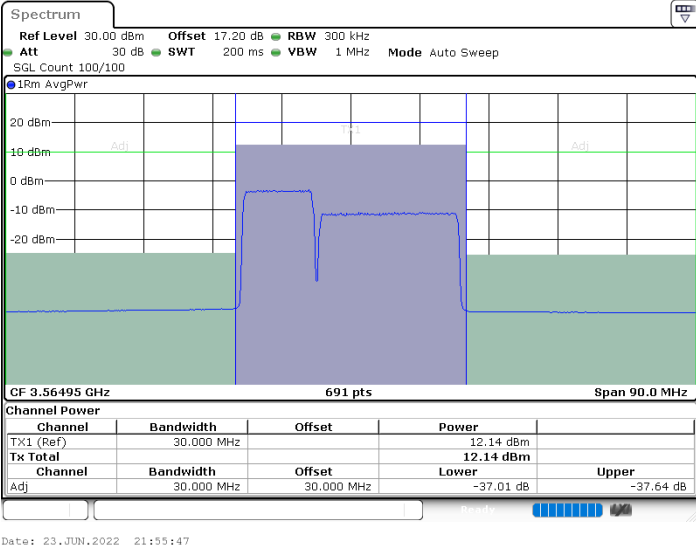 Spectrum
Ref Level 30.00 dBm Offset 17.20 dB RBW 300 kHz
Att 30 dB SWT 200 ms VBW 1 MHz Mode Auto Sweep
SGL Count 100/100
1Rm AvgPwr
20 dBm
TX1
Adj Adj
10 dBm
0 dBm
-10 dBm
-20 dBm
CF 3.56495 GHz 691 pts Span 90.0 MHz
Channel Power
Channel Bandwidth Offset Power
TX1 (Ref) 30.000 MHz 12.14 dBm
Tx Total 12.14 dBm
Channel Bandwidth Offset Lower Upper
Adj 30.000 MHz 30.000 MHz -37.01 dB -37.64 dB
Ready
Date: 23.JUN.2022 21:55:47